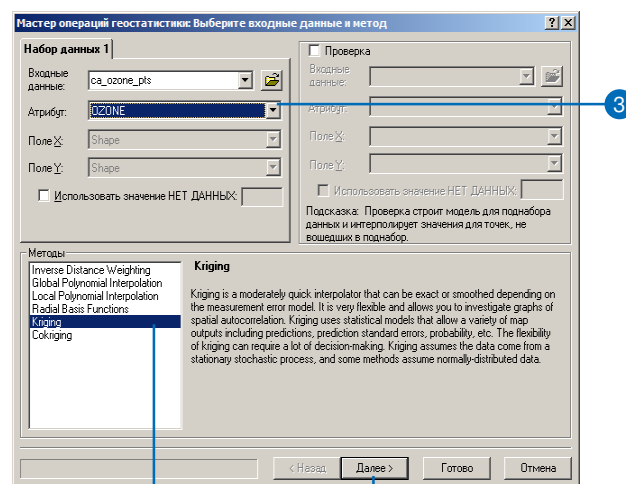 Мастер операций геостатистики: Выберите входные данные и метод
Набор данных 1
Входные данные:
ca_ozone_pts
Атрибут:
OZONE
3
Поле X:
Shape
Поле Y:
Shape
Использовать значение НЕТ ДАННЫХ:
Проверка
Входные данные:
Атрибут:
Поле X:
Поле Y:
Использовать значение НЕТ ДАННЫХ:
Подсказка: Проверка строит модель для поднабора
данных и интерполирует значения для точек, не
вошедших в поднабор.
Методы
Inverse Distance Weighting
Global Polynomial Interpolation
Local Polynomial Interpolation
Radial Basis Functions
Kriging
Cokriging
Kriging
Kriging is a moderately quick interpolator that can be exact or smoothed depending on
the measurement error model. It is very flexible and allows you to investigate graphs of
spatial autocorrelation. Kriging uses statistical models that allow a variety of map
outputs including predictions, prediction standard errors, probability, etc. The flexibility
of kriging can require a lot of decision-making. Kriging assumes the data come from a
stationary stochastic process, and some methods assume normally-distributed data.
< Назад
Далее >
Готово
Отмена